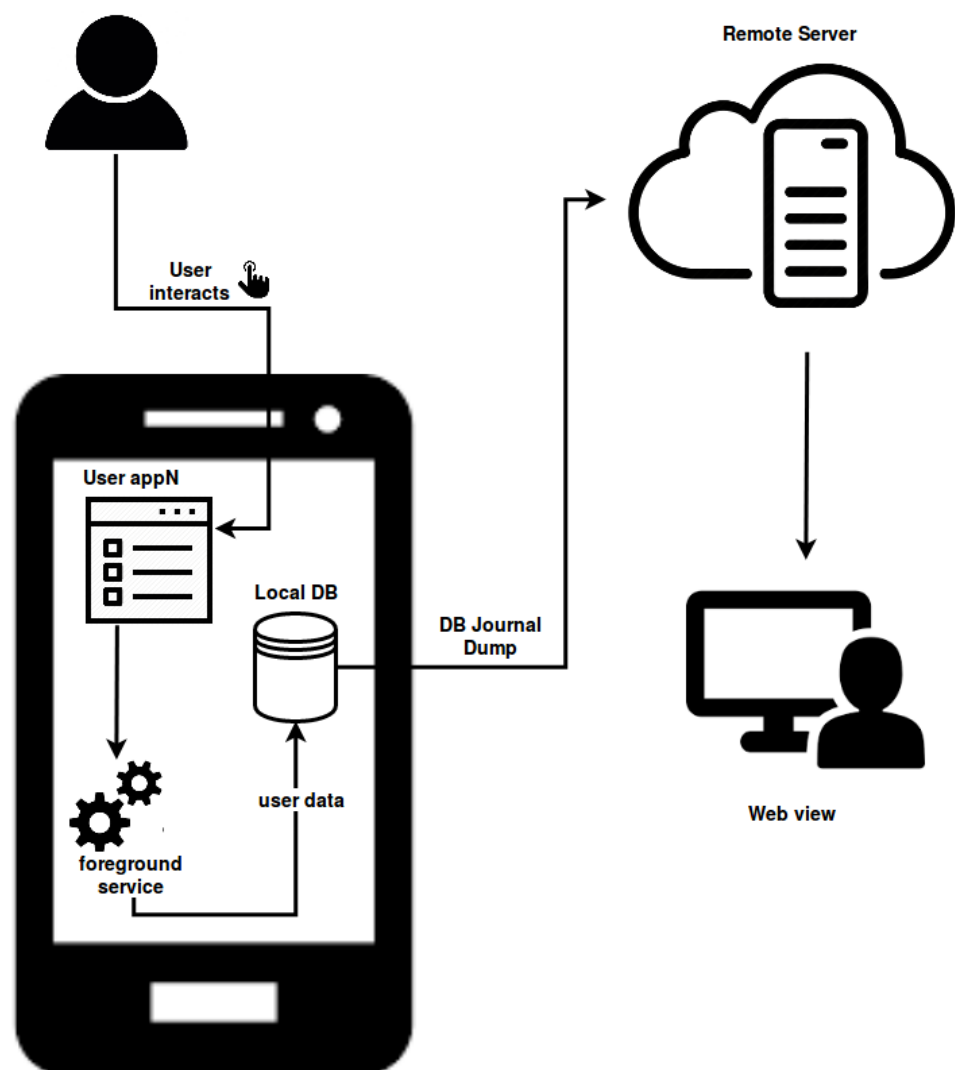 Remote Server
User
interacts
User appN
Local DB
DB Journal
Dump
user data
foreground
service
Web view